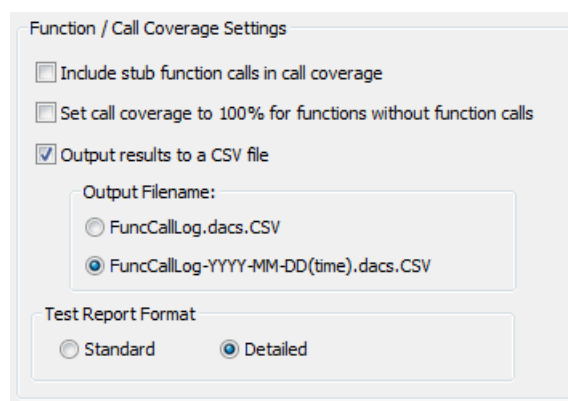 Function / Call Coverage Settings
Include stub function calls in call coverage
Set call coverage to 100% for functions without function calls
Output results to a CSV file
Output Filename:
FuncCallLog.dacs.CSV
FuncCallLog-YYYY-MM-DD(time).dacs.CSV
Test Report Format
Standard Detailed